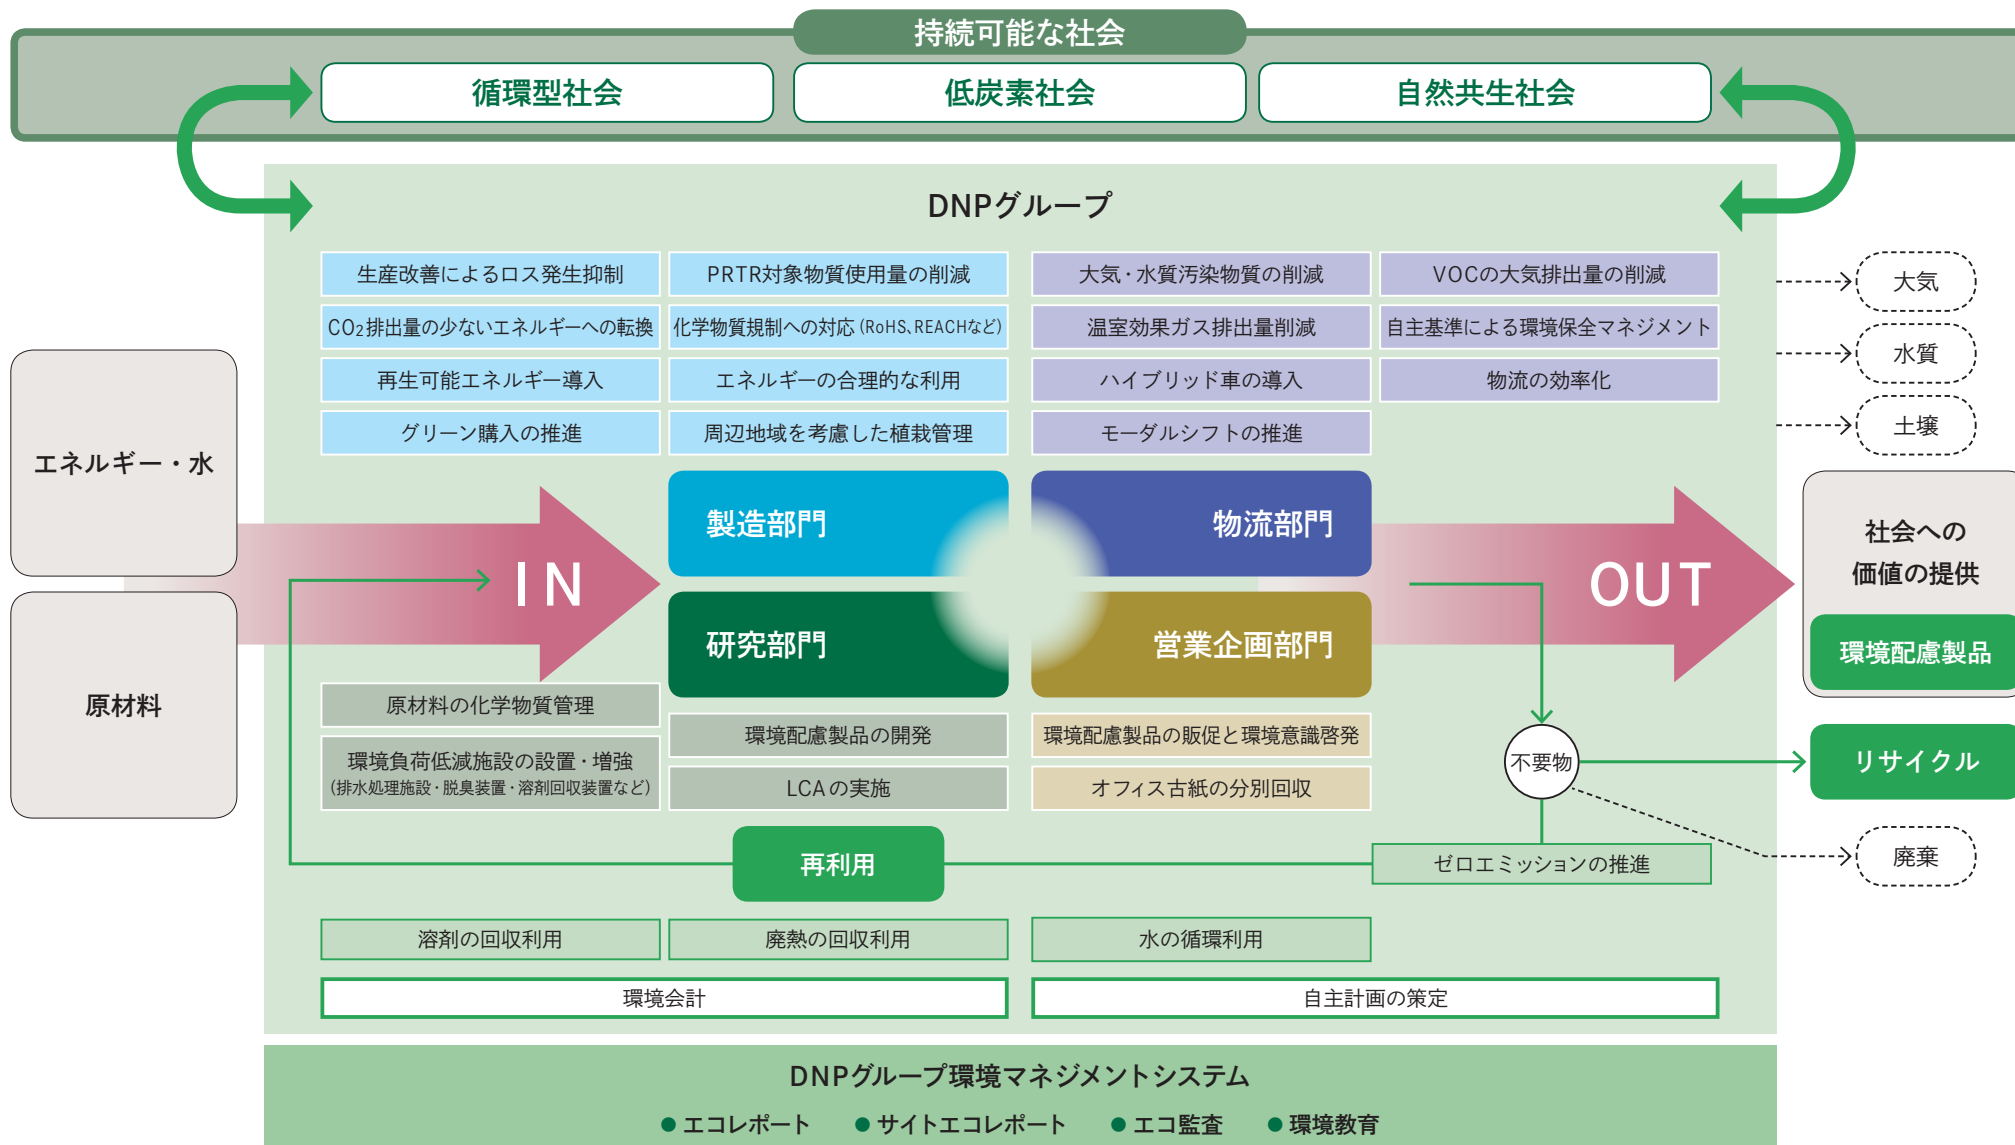 持続可能な社会
循環型社会
低炭素社会
自然共生社会
DNPグループ
生産改善によるロス発生抑制
PRTR対象物質使用量の削減
大気・水質汚染物質の削減
VOCの大気排出量の削減
CO2排出量の少ないエネルギーへの転換
化学物質規制への対応(RoHS、REACHなど)
温室効果ガス排出量削減
自主基準による環境保全マネジメント
再生可能エネルギー導入
エネルギーの合理的な利用
ハイブリッド車の導入
物流の効率化
グリーン購入の推進
周辺地域を考慮した植栽管理
モーダルシフトの推進
大気
水質
土壌
エネルギー・水
原材料
IN
製造部門
物流部門
研究部門
営業企画部門
OUT
社会への
価値の提供
環境配慮製品
原材料の化学物質管理
環境負荷低減施設の設置・増強
(排水処理施設・脱臭装置・溶剤回収装置など)
環境配慮製品の開発
LCAの実施
環境配慮製品の販促と環境意識啓発
オフィス古紙の分別回収
不要物
リサイクル
再利用
ゼロエミッションの推進
廃棄
溶剤の回収利用
廃熱の回収利用
水の循環利用
環境会計
自主計画の策定
DNPグループ環境マネジメントシステム
●エコレポート ●サイトエコレポート ●エコ監査 ●環境教育